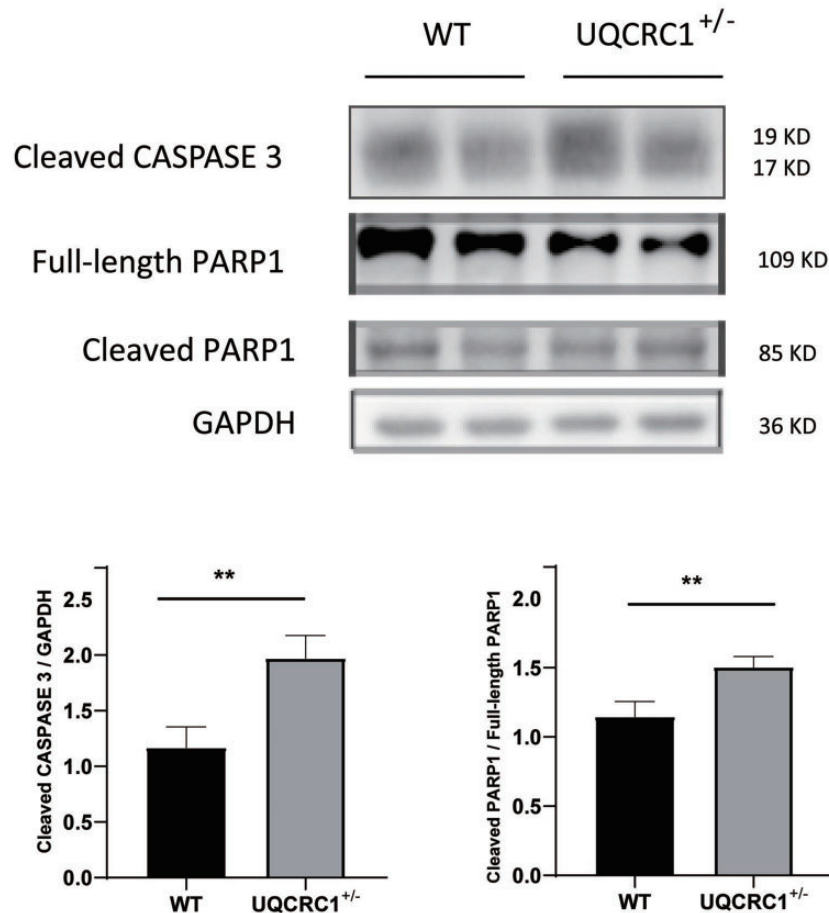 WT UQCRC1+/-
Cleaved CASPASE 3
19 KD
17 KD
Full-length PARP1
109 KD
Cleaved PARP1
85 KD
GAPDH
36 KD
**
Cleaved CASPASE 3 / GAPDH
2.5
2.0
1.5
1.0
0.5
0.0
WT UQCRC1+/-
**
Cleaved PARP1 / Full-length PARP1
2.0
1.5
1.0
0.5
0.0
WT UQCRC1+/-